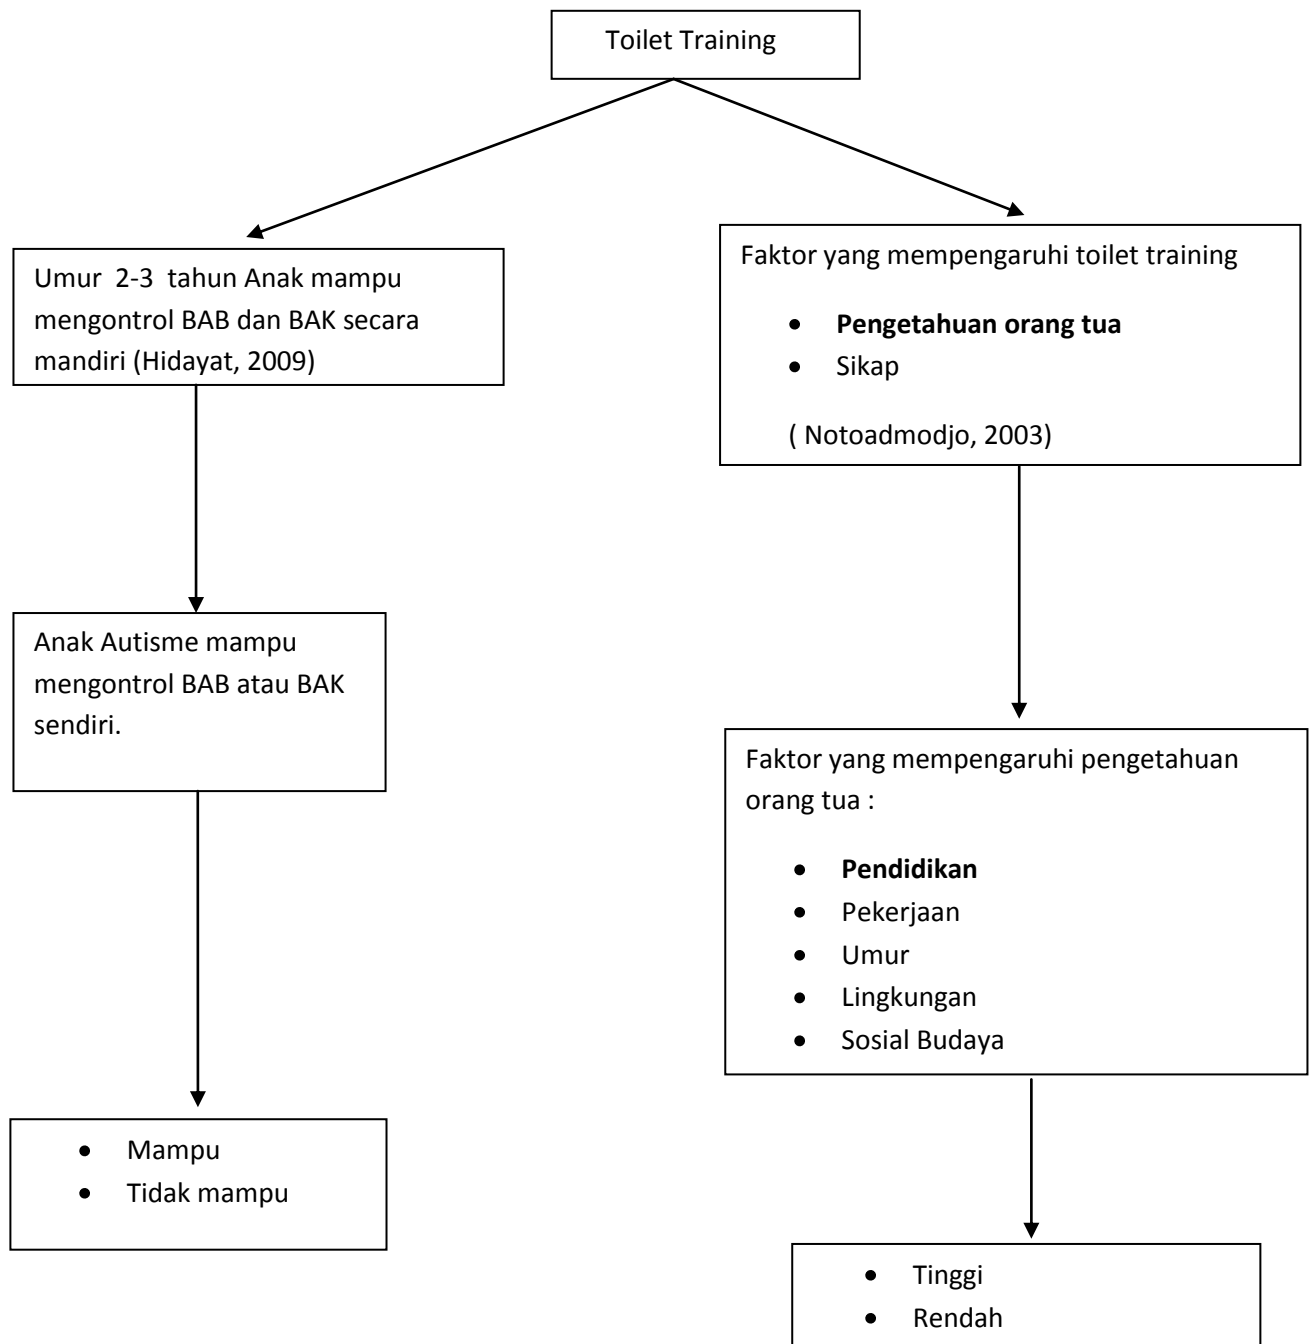 Toilet Training
Umur 2-3 tahun Anak mampu
mengontrol BAB dan BAK secara
mandiri (Hidayat, 2009)
Faktor yang mempengaruhi toilet training
• Pengetahuan orang tua
• Sikap
( Notoadmodjo, 2003)
Anak Autisme mampu
mengontrol BAB atau BAK
sendiri.
Faktor yang mempengaruhi pengetahuan
orang tua :
• Pendidikan
• Pekerjaan
• Umur
• Lingkungan
• Sosial Budaya
• Mampu
• Tidak mampu
• Tinggi
• Rendah